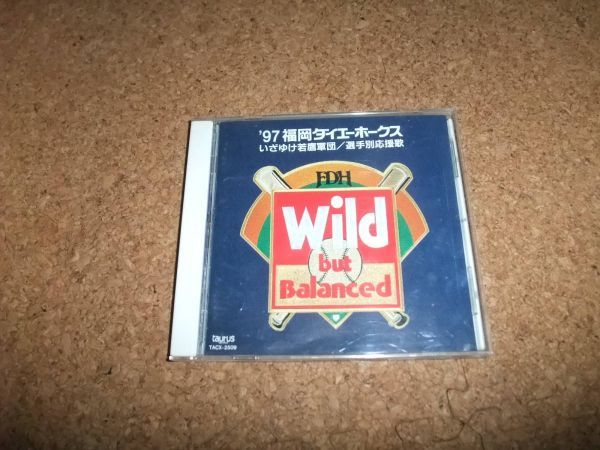 '97 福岡ダイエーホークス
いざゆけ若鷹軍団／選手別応援歌
FDH
Wild
but
Balanced
taurus
TACX-2509